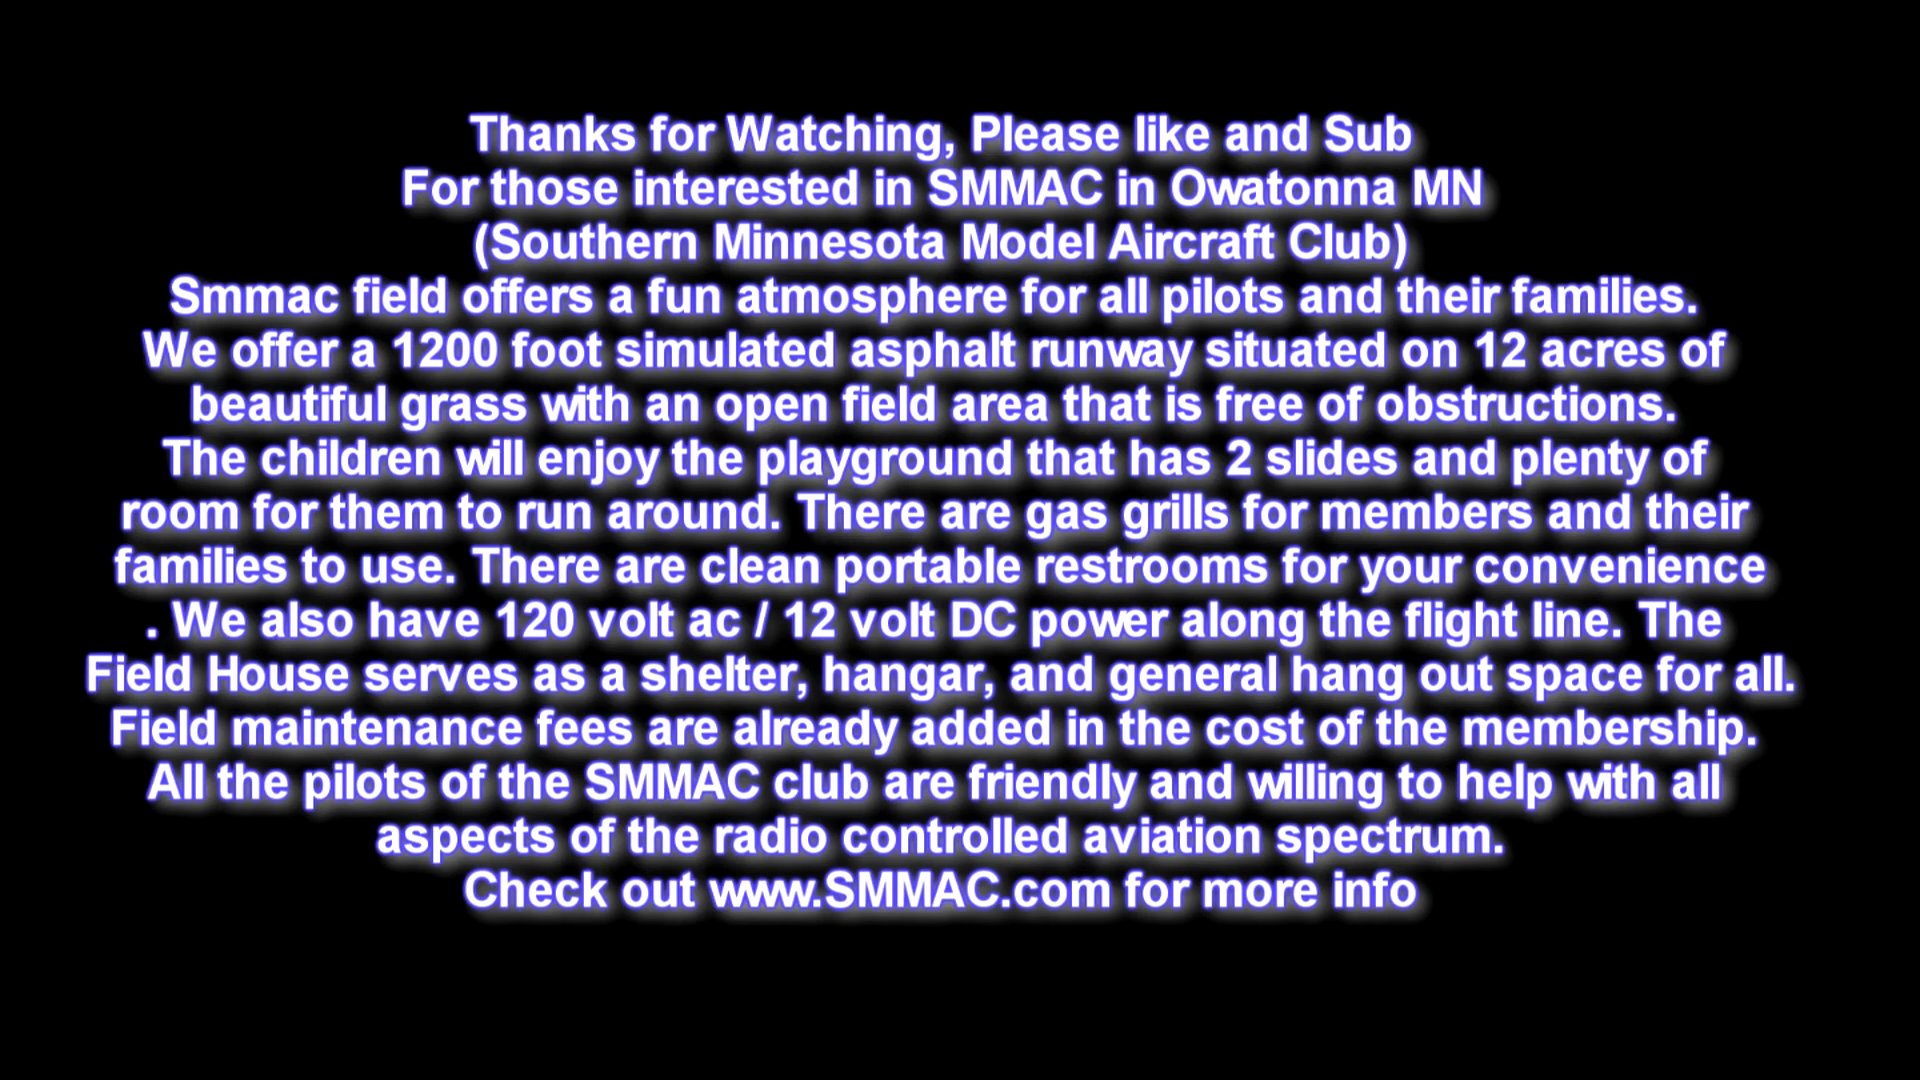 Thanks for Watching, Please like and Sub
For those interested in SMMAC in Owatonna MN
(Southern Minnesota Model Aircraft Club)
Smmac field offers a fun atmosphere for all pilots and their families.
We offer a 1200 foot simulated asphalt runway situated on 12 acres of
beautiful grass with an open field area that is free of obstructions.
The children will enjoy the playground that has 2 slides and plenty of
room for them to run around. There are gas grills for members and their
families to use. There are clean portable restrooms for your convenience
. We also have 120 volt ac / 12 volt DC power along the flight line. The
Field House serves as a shelter, hangar, and general hang out space for all.
Field maintenance fees are already added in the cost of the membership.
All the pilots of the SMMAC club are friendly and willing to help with all
aspects of the radio controlled aviation spectrum.
Check out www.SMMAC.com for more info